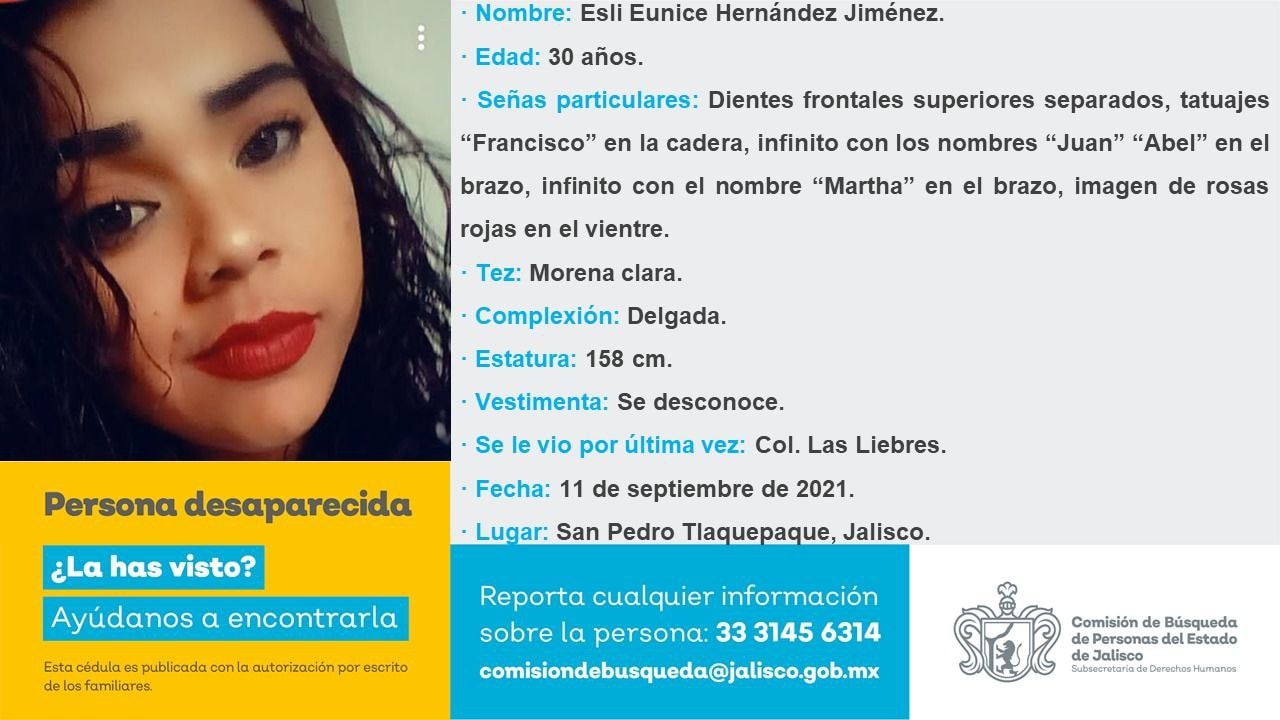 · Nombre: Esli Eunice Hernández Jiménez.
· Edad: 30 años.
· Señas particulares: Dientes frontales superiores separados, tatuajes
“Francisco” en la cadera, infinito con los nombres “Juan” “Abel” en el
brazo, infinito con el nombre “Martha” en el brazo, imagen de rosas
rojas en el vientre.
· Tez: Morena clara.
· Complexión: Delgada.
· Estatura: 158 cm.
· Vestimenta: Se desconoce.
· Se le vio por última vez: Col. Las Liebres.
· Fecha: 11 de septiembre de 2021.
· Lugar: San Pedro Tlaquepaque, Jalisco.
Persona desaparecida
¿La has visto?
Ayúdanos a encontrarla
Esta cédula es publicada con la autorización por escrito
de los familiares.
Reporta cualquier información
sobre la persona: 33 3145 6314
comisiondebusqueda@jalisco.gob.mx
Comisión de Búsqueda
de Personas del Estado
de Jalisco
Subsecretaría de Derechos Humanos